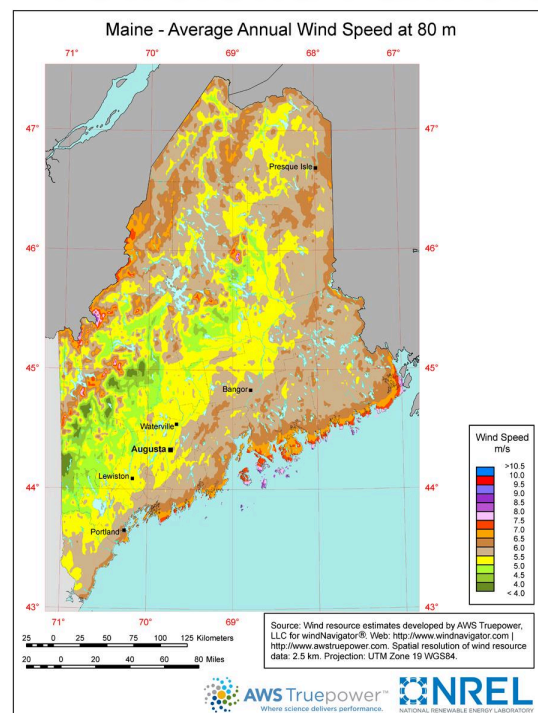 Maine - Average Annual Wind Speed at 80 m
71° 70° 69° 68° 67°
47° 47°
Presque Isle
46° 46°
45° 45°
Bangor
Waterville
Augusta
Lewiston
44° 44°
Portland
43° 43°
71° 70° 69° 68° 67°
Wind Speed
m/s
>10.5
10.0
9.5
9.0
8.5
8.0
7.5
7.0
6.5
6.0
5.5
5.0
4.5
4.0
< 4.0
25 0 25 50 75 100 125 Kilometers
20 0 20 40 60 80 Miles
Source: Wind resource estimates developed by AWS Truepower,
LLC for windNavigator®. Web: http://www.windnavigator.com |
http://www.awstruepower.com. Spatial resolution of wind resource
data: 2.5 km. Projection: UTM Zone 19 WGS84.
AWS Truepower™
Where science delivers performance.
NREL
NATIONAL RENEWABLE ENERGY LABORATORY